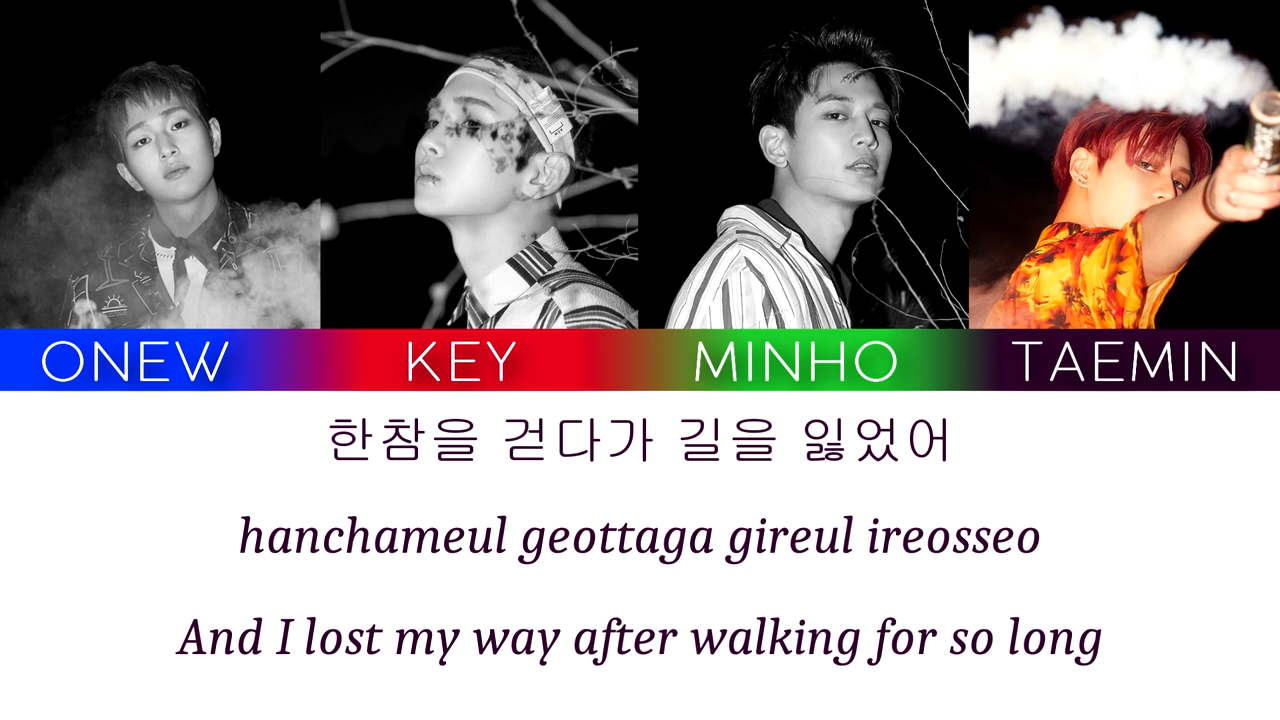 ONEW KEY MINHO TAEMIN
한참을 걷다가 길을 잃었어
hanchameul geottaga gireul ireosseo
And I lost my way after walking for so long